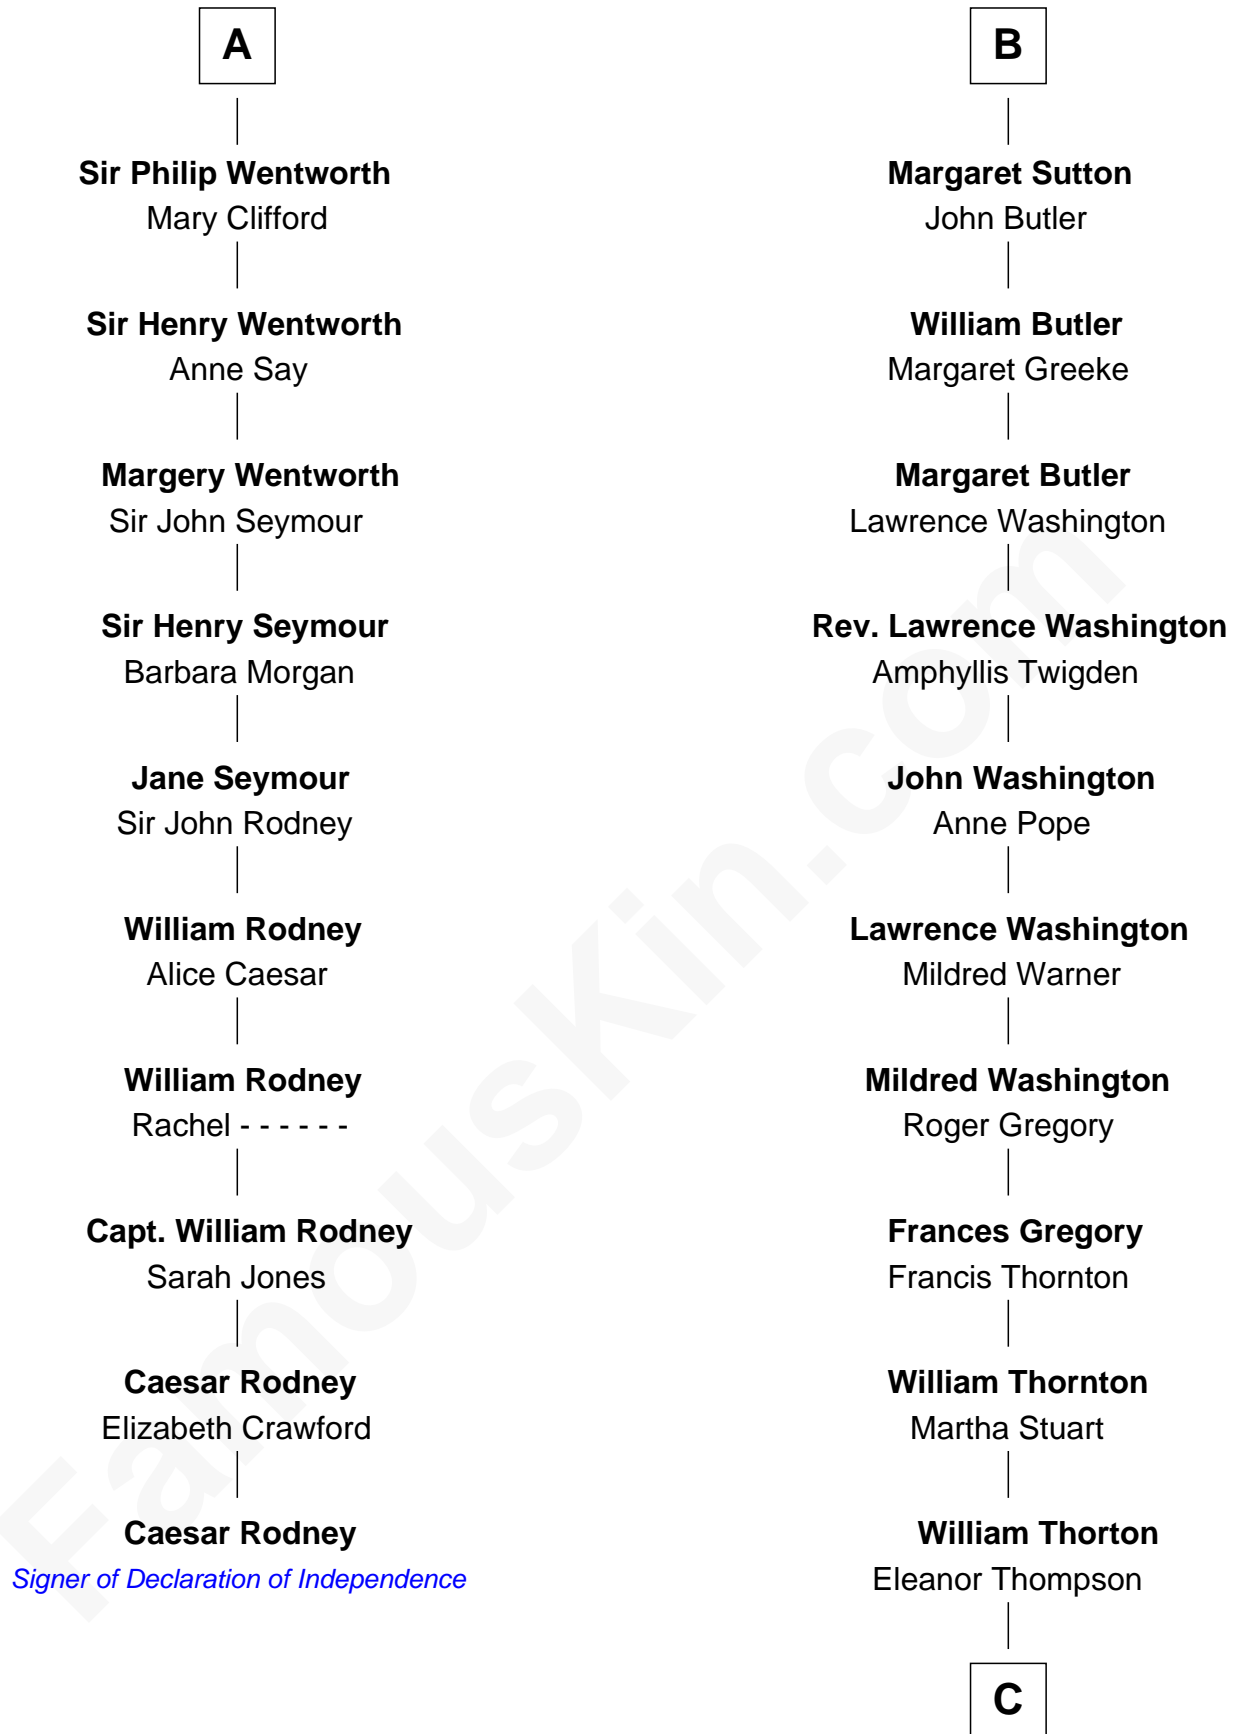 A
Sir Philip Wentworth
Mary Clifford
Sir Henry Wentworth
Anne Say
Margery Wentworth
Sir John Seymour
Sir Henry Seymour
Barbara Morgan
Jane Seymour
Sir John Rodney
William Rodney
Alice Caesar
William Rodney
Rachel - - - - - -
Capt. William Rodney
Sarah Jones
Caesar Rodney
Elizabeth Crawford
Caesar Rodney
Signer of Declaration of Independence
B
Margaret Sutton
John Butler
William Butler
Margaret Greeke
Margaret Butler
Lawrence Washington
Rev. Lawrence Washington
Amphyllis Twigden
John Washington
Anne Pope
Lawrence Washington
Mildred Warner
Mildred Washington
Roger Gregory
Frances Gregory
Francis Thornton
William Thornton
Martha Stuart
William Thorton
Eleanor Thompson
C
FamousKin.com